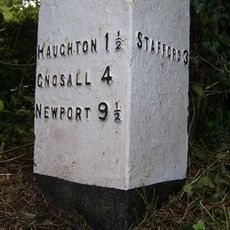 HAUGHTON 1½
GNOSALL 4
NEWPORT 9½
STAFFORD 3